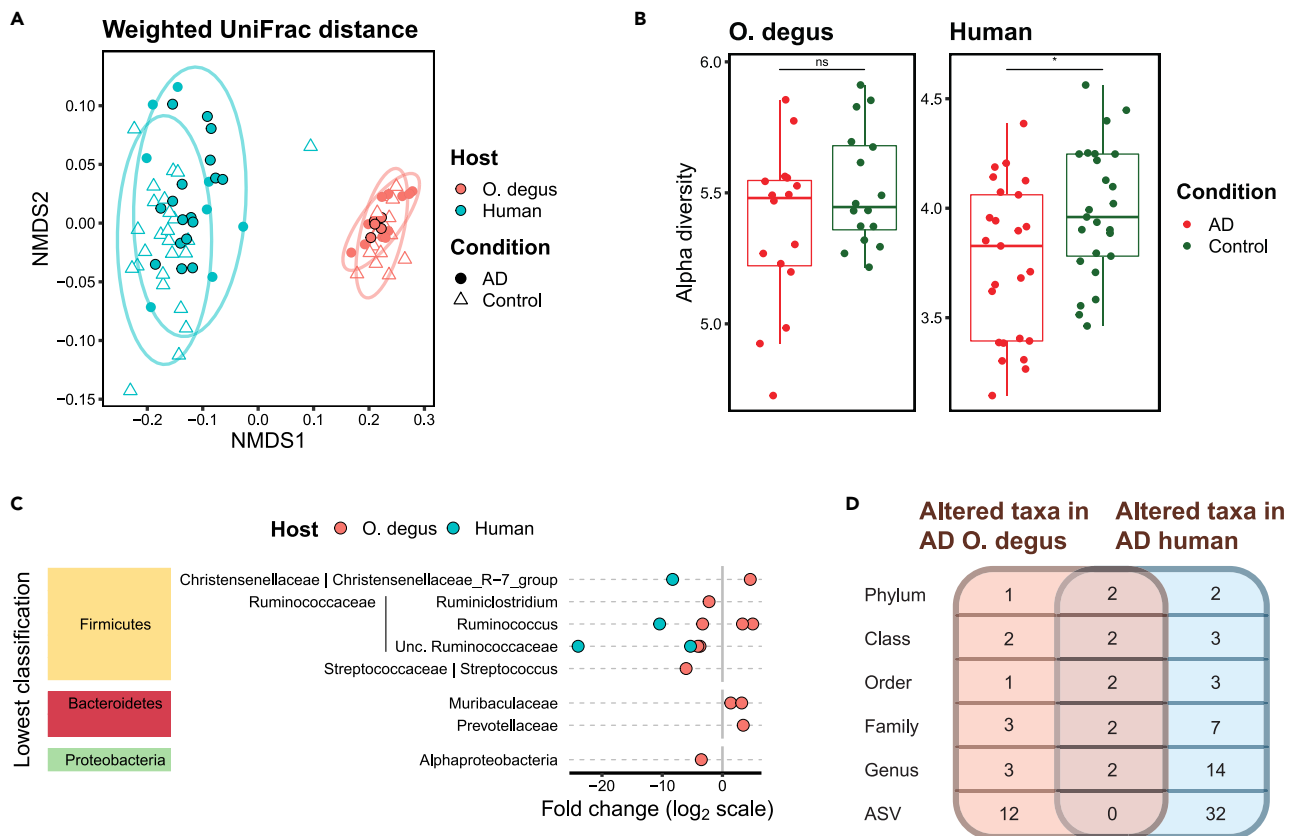 A
Weighted UniFrac distance
NMDS2
0.10
0.05
0.00
−0.05
−0.10
−0.15
−0.2
−0.1
0.0
0.1
0.2
0.3
NMDS1
Host
O. degus
Human
Condition
AD
Control
B
O. degus
Human
Alpha diversity
6.0
5.5
5.0
ns
4.5
4.0
3.5
*
Condition
AD
Control
C
Host O. degus Human
Lowest classification
Firmicutes
Bacteroidetes
Proteobacteria
Christensenellaceae | Christensenellaceae_R−7_group
Ruminococcaceae
Ruminiclostridium
Ruminococcus
Unc. Ruminococcaceae
Streptococcaceae | Streptococcus
Muribaculaceae
Prevotellaceae
Alphaproteobacteria
−20
−10
0
Fold change (log₂ scale)
D
Altered taxa in
AD O. degus
Altered taxa in
AD human
Phylum 1 2 2
Class 2 2 3
Order 1 2 3
Family 3 2 7
Genus 3 2 14
ASV 12 0 32